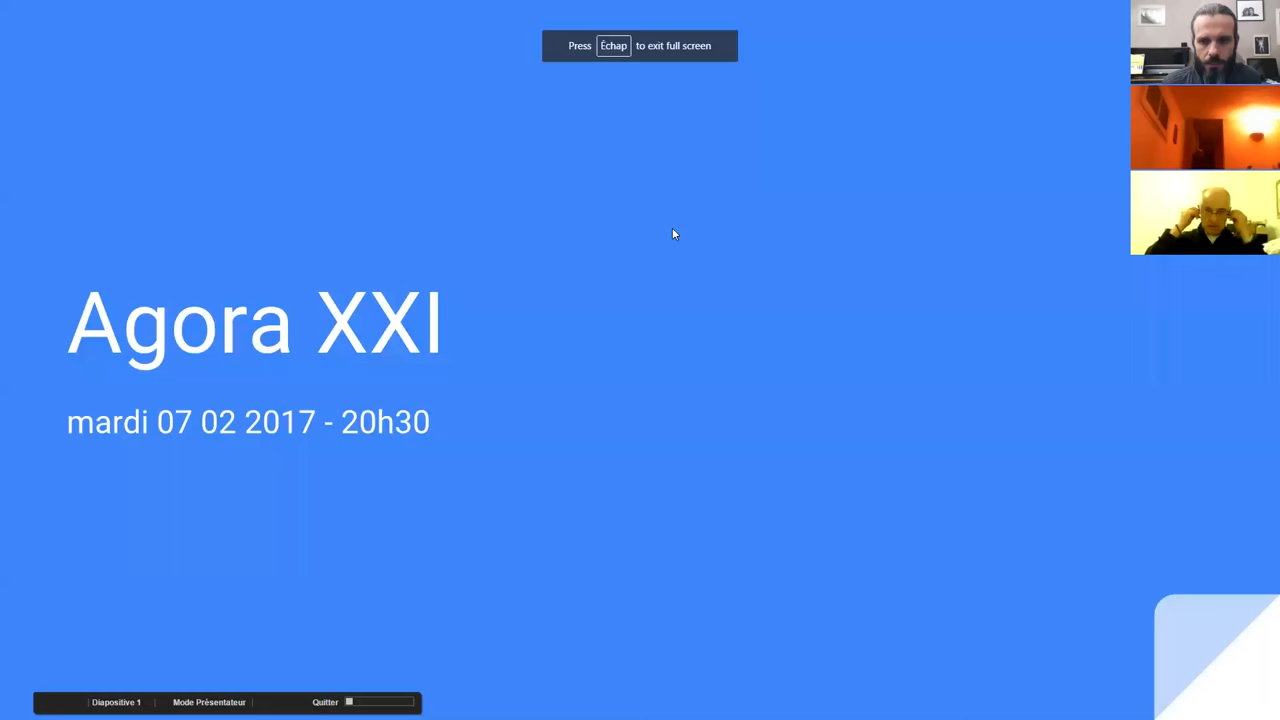 Press Échap to exit full screen
Agora XXI
mardi 07 02 2017 - 20h30
Diapositive 1 Mode Présentateur Quitter